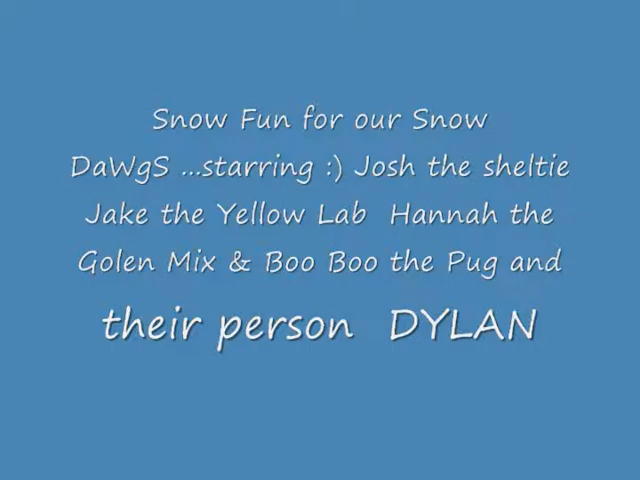 Snow Fun for our Snow
DaWgS ...starring :) Josh the sheltie
Jake the Yellow Lab Hannah the
Golen Mix & Boo Boo the Pug and
their person DYLAN